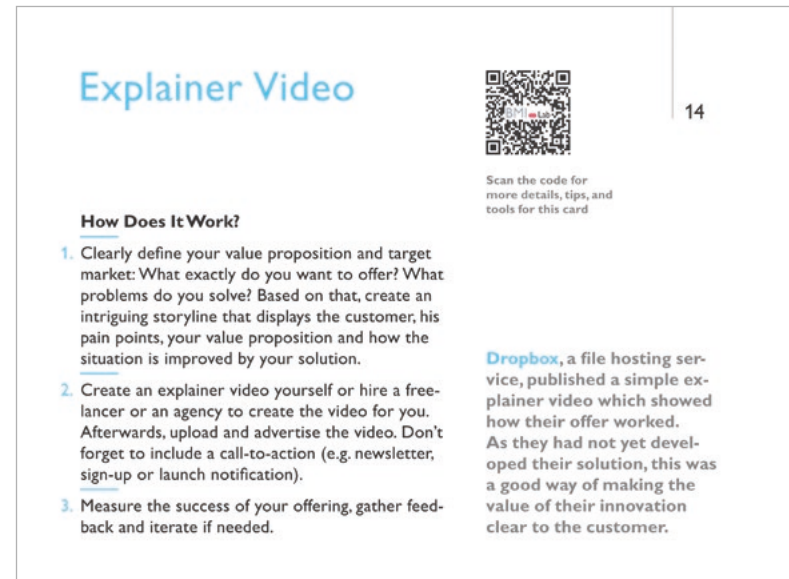 Explainer Video
BMI Lab
14
Scan the code for
more details, tips, and
tools for this card
How Does It Work?
1. Clearly define your value proposition and target
market: What exactly do you want to offer? What
problems do you solve? Based on that, create an
intriguing storyline that displays the customer, his
pain points, your value proposition and how the
situation is improved by your solution.
2. Create an explainer video yourself or hire a free-
lancer or an agency to create the video for you.
Afterwards, upload and advertise the video. Don't
forget to include a call-to-action (e.g. newsletter,
sign-up or launch notification).
3. Measure the success of your offering, gather feed-
back and iterate if needed.
Dropbox, a file hosting ser-
vice, published a simple ex-
plainer video which showed
how their offer worked.
As they had not yet devel-
oped their solution, this was
a good way of making the
value of their innovation
clear to the customer.